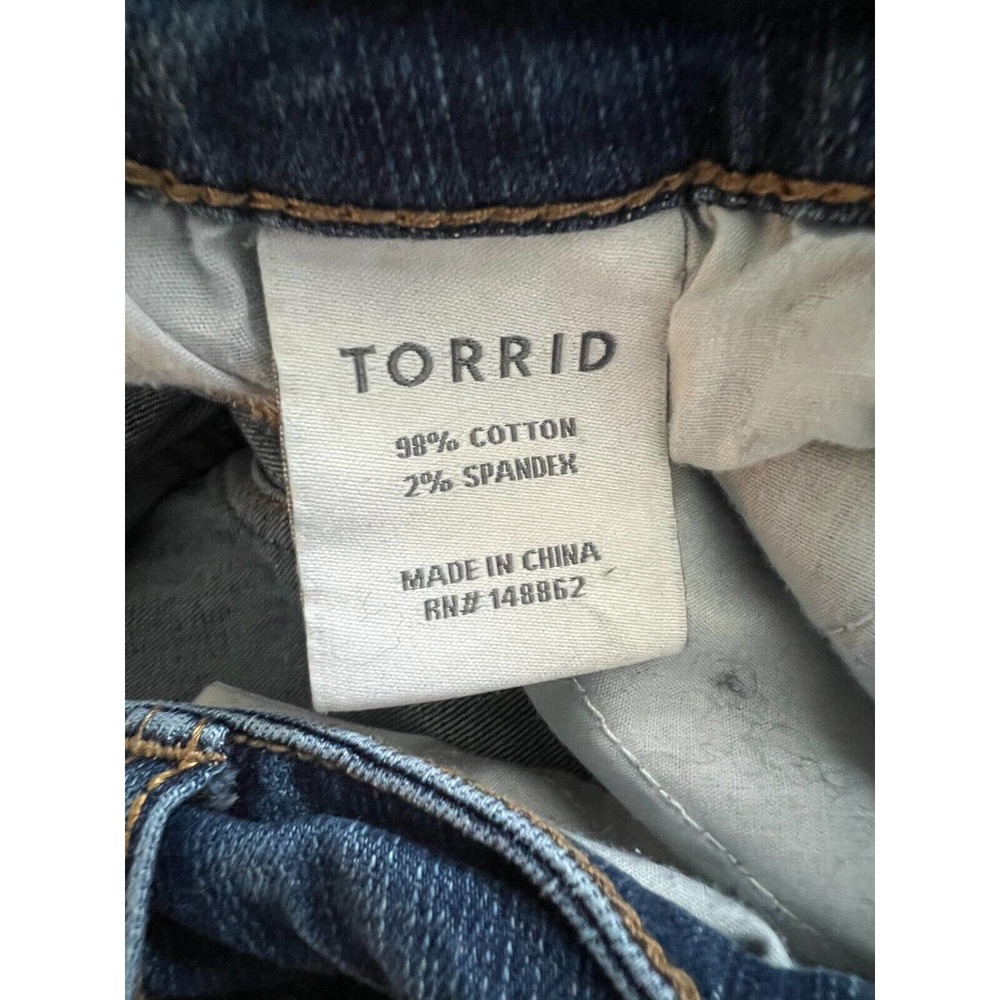 TORRID
98% COTTON
2% SPANDEX
MADE IN CHINA
RN# 148862